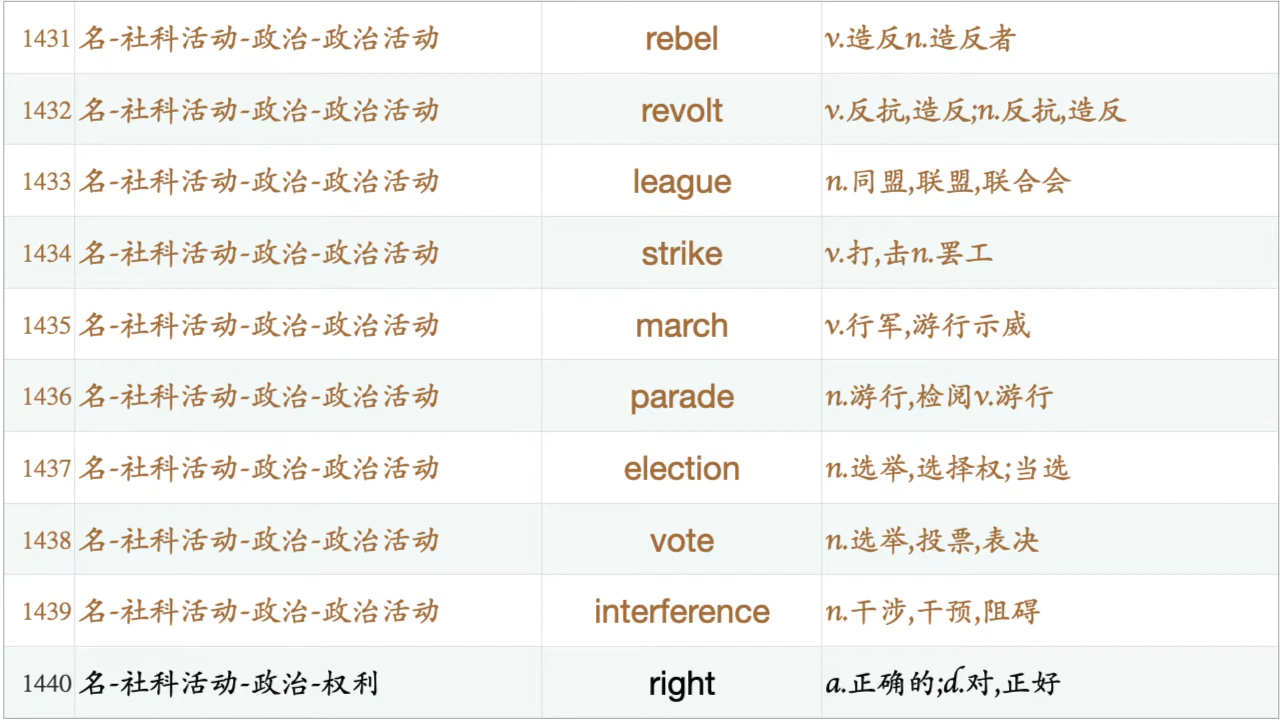 1431 名-社科活动-政治-政治活动 rebel v.造反n.造反者
1432 名-社科活动-政治-政治活动 revolt v.反抗,造反;n.反抗,造反
1433 名-社科活动-政治-政治活动 league n.同盟,联盟,联合会
1434 名-社科活动-政治-政治活动 strike v.打,击n.罢工
1435 名-社科活动-政治-政治活动 march v.行军,游行示威
1436 名-社科活动-政治-政治活动 parade n.游行,检阅v.游行
1437 名-社科活动-政治-政治活动 election n.选举,选择权;当选
1438 名-社科活动-政治-政治活动 vote n.选举,投票,表决
1439 名-社科活动-政治-政治活动 interference n.干涉,干预,阻碍
1440 名-社科活动-政治-权利 right a.正确的;d.对,正好